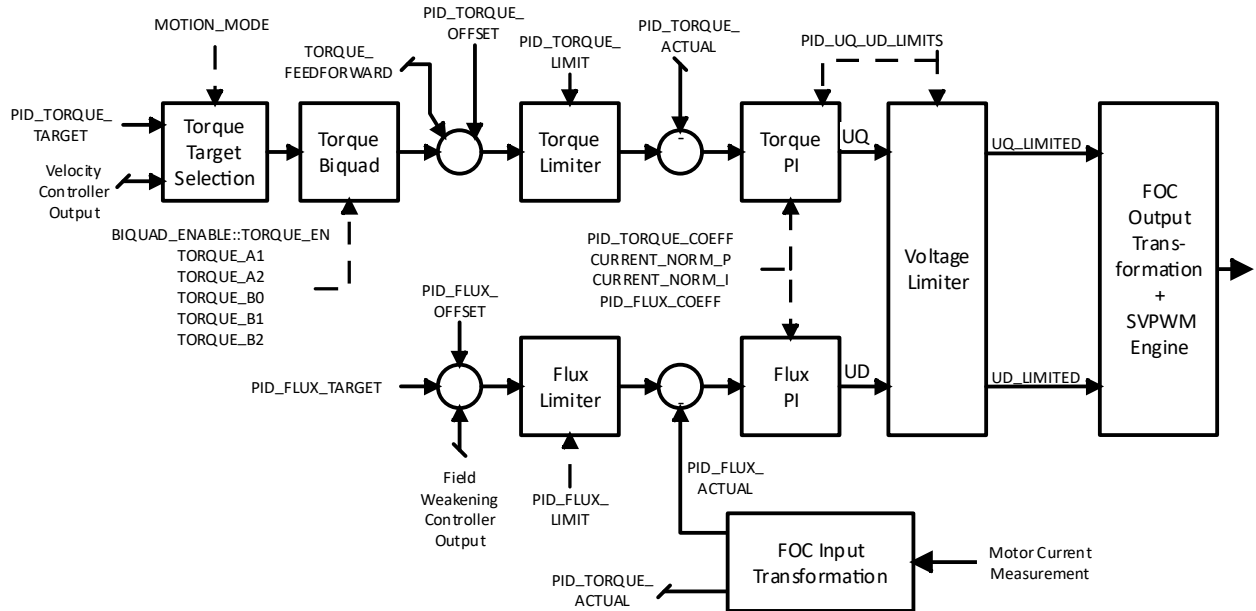 MOTION_MODE
PID_TORQUE_
OFFSET
TORQUE_
FEEDFORWARD
PID_TORQUE_
LIMIT
PID_TORQUE_
ACTUAL
PID_UQ_UD_LIMITS
PID_TORQUE_
TARGET
Velocity
Controller
Output
Torque
Target
Selection
Torque
Biquad
Torque
Limiter
-
Torque
PI
UQ
UQ_LIMITED
Voltage
Limiter
FOC
Output
Trans-
formation
+
SVPWM
Engine
BIQUAD_ENABLE::TORQUE_EN
TORQUE_A1
TORQUE_A2
TORQUE_B0
TORQUE_B1
TORQUE_B2
PID_TORQUE_COEFF
CURRENT_NORM_P
CURRENT_NORM_I
PID_FLUX_COEFF
PID_FLUX_
OFFSET
PID_FLUX_TARGET
Flux
Limiter
-
Flux
PI
UD
UD_LIMITED
Field
Weakening
Controller
Output
PID_FLUX_
LIMIT
PID_FLUX_
ACTUAL
FOC Input
Transformation
Motor Current
Measurement
PID_TORQUE_
ACTUAL